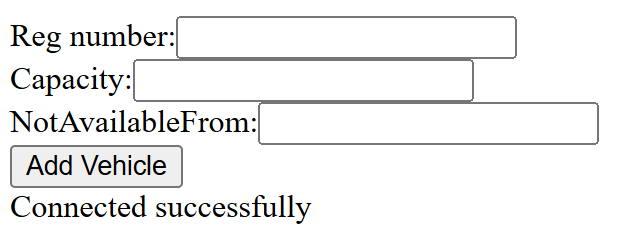 Reg number:
Capacity:
NotAvailableFrom:
Add Vehicle
Connected successfully